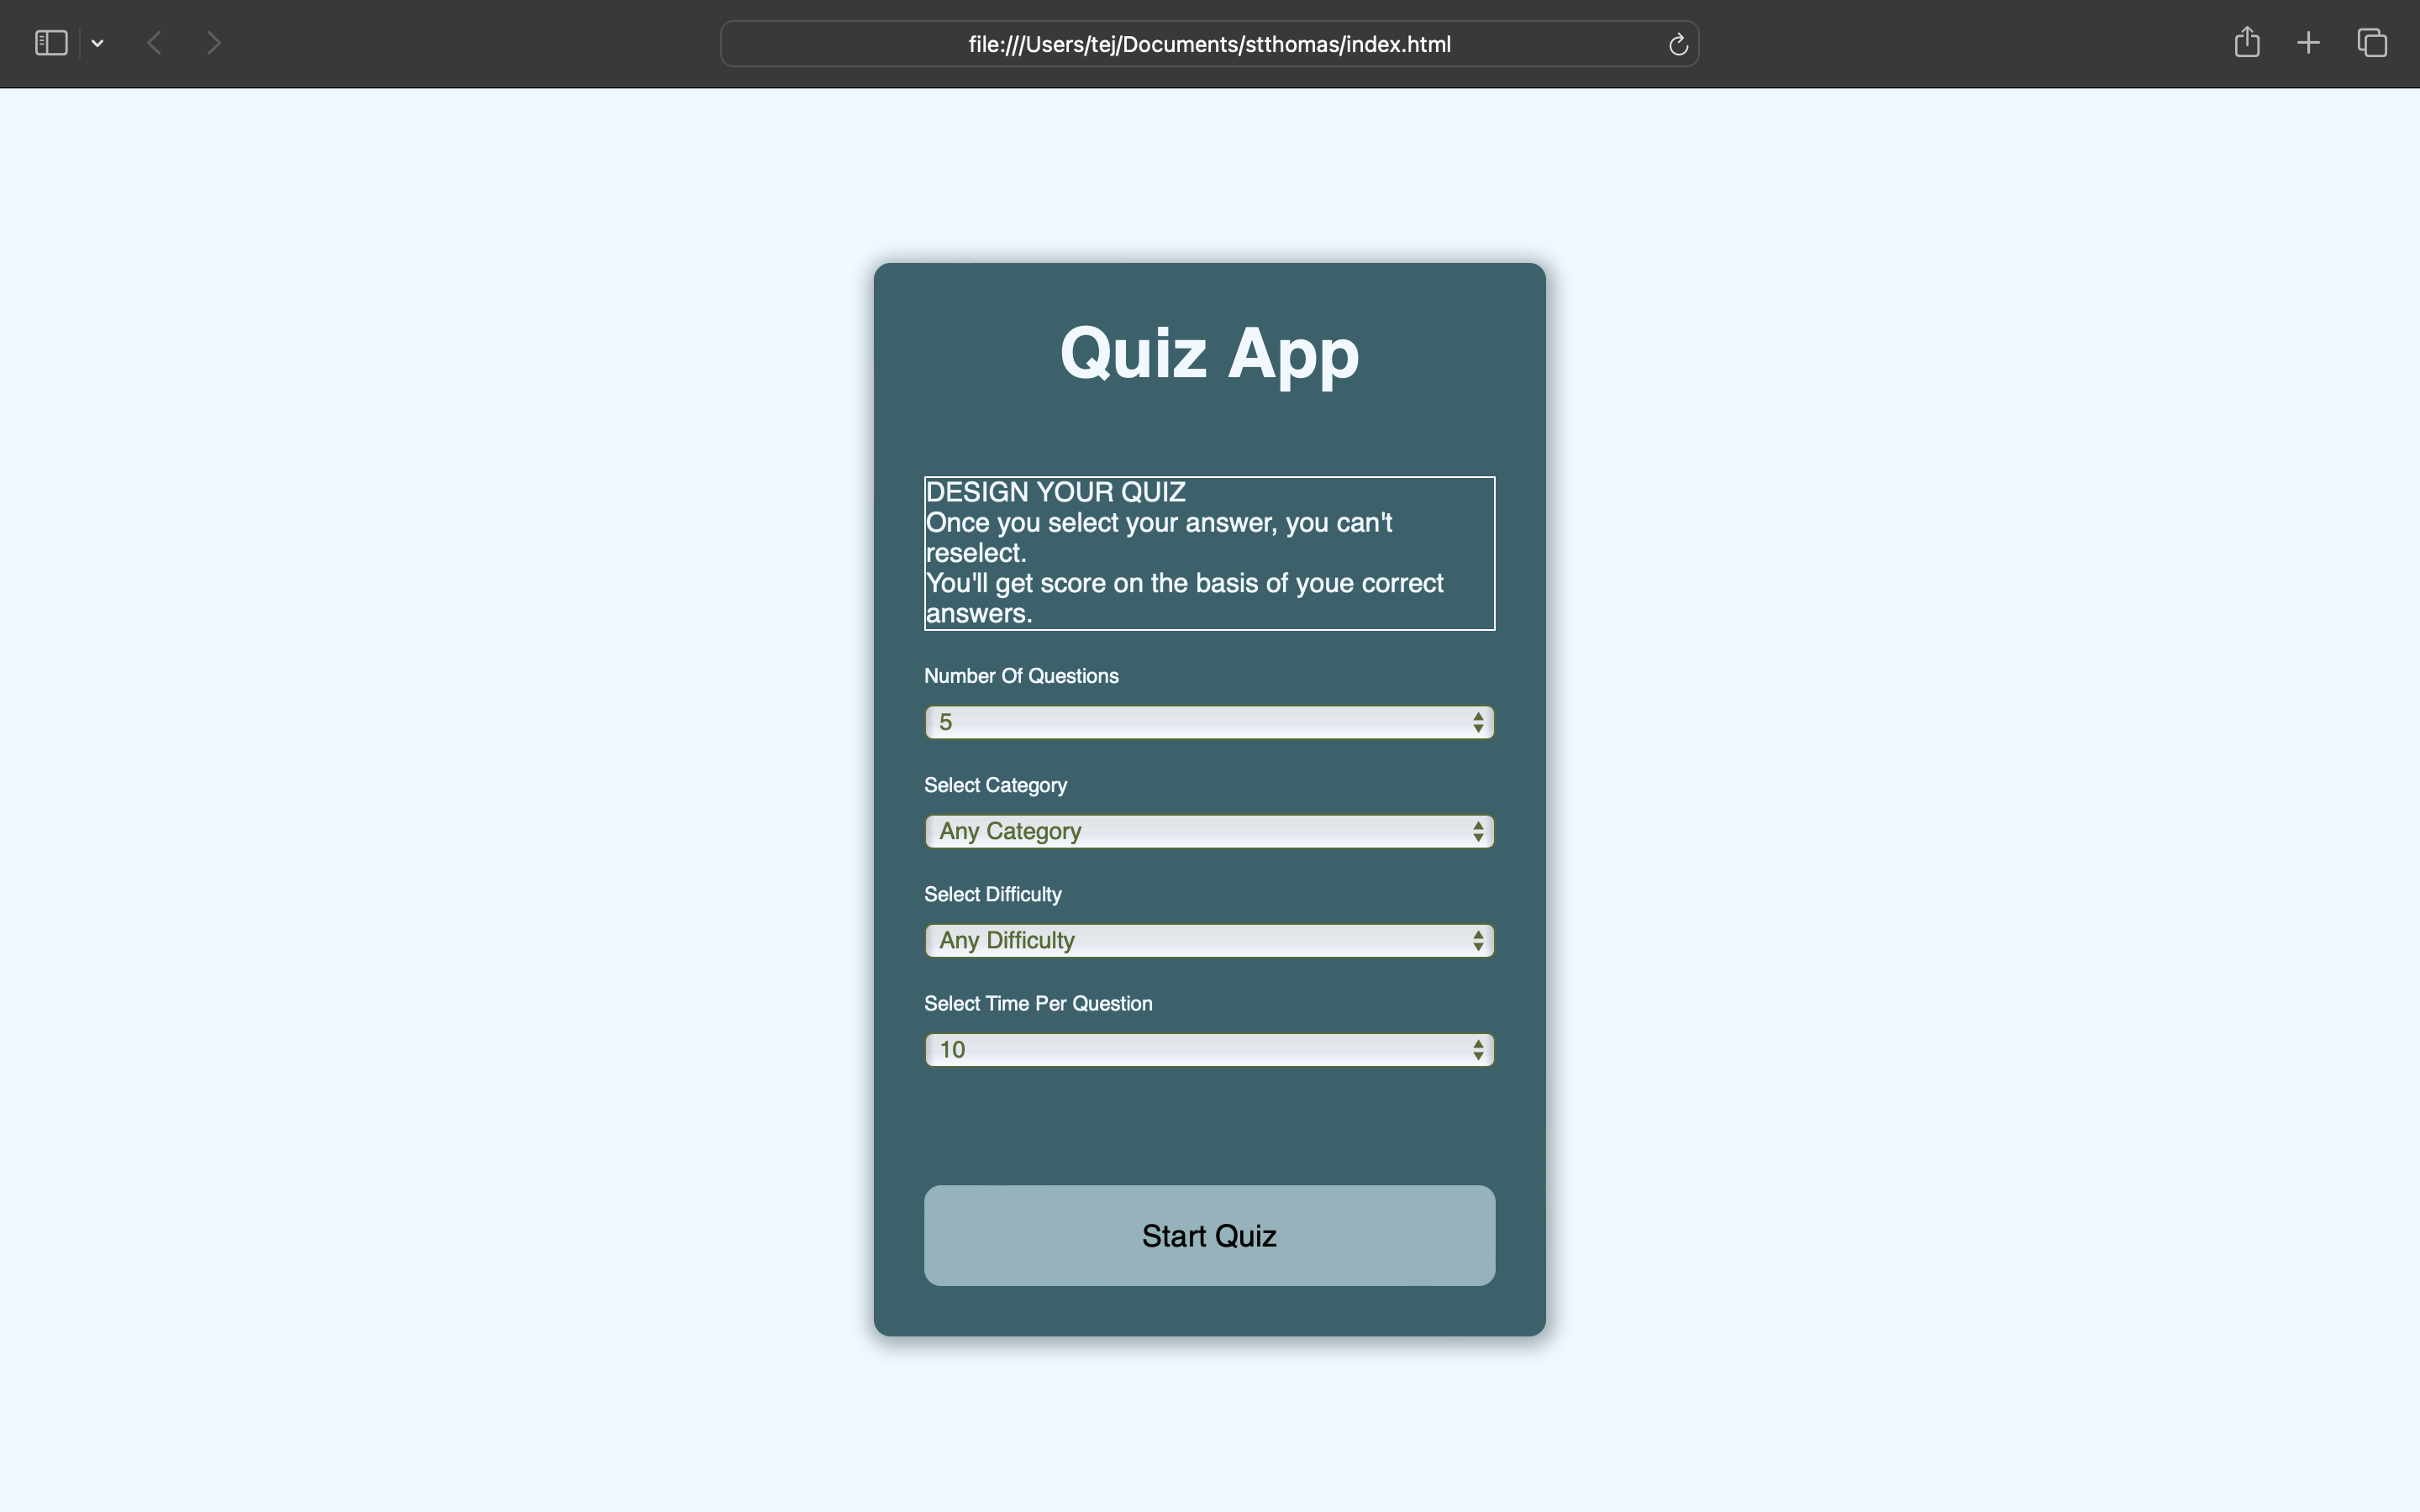 file:///Users/tej/Documents/stthomas/index.html
Quiz App
DESIGN YOUR QUIZ
Once you select your answer, you can't
reselect.
You'll get score on the basis of youe correct
answers.
Number Of Questions
5
Select Category
Any Category
Select Difficulty
Any Difficulty
Select Time Per Question
10
Start Quiz